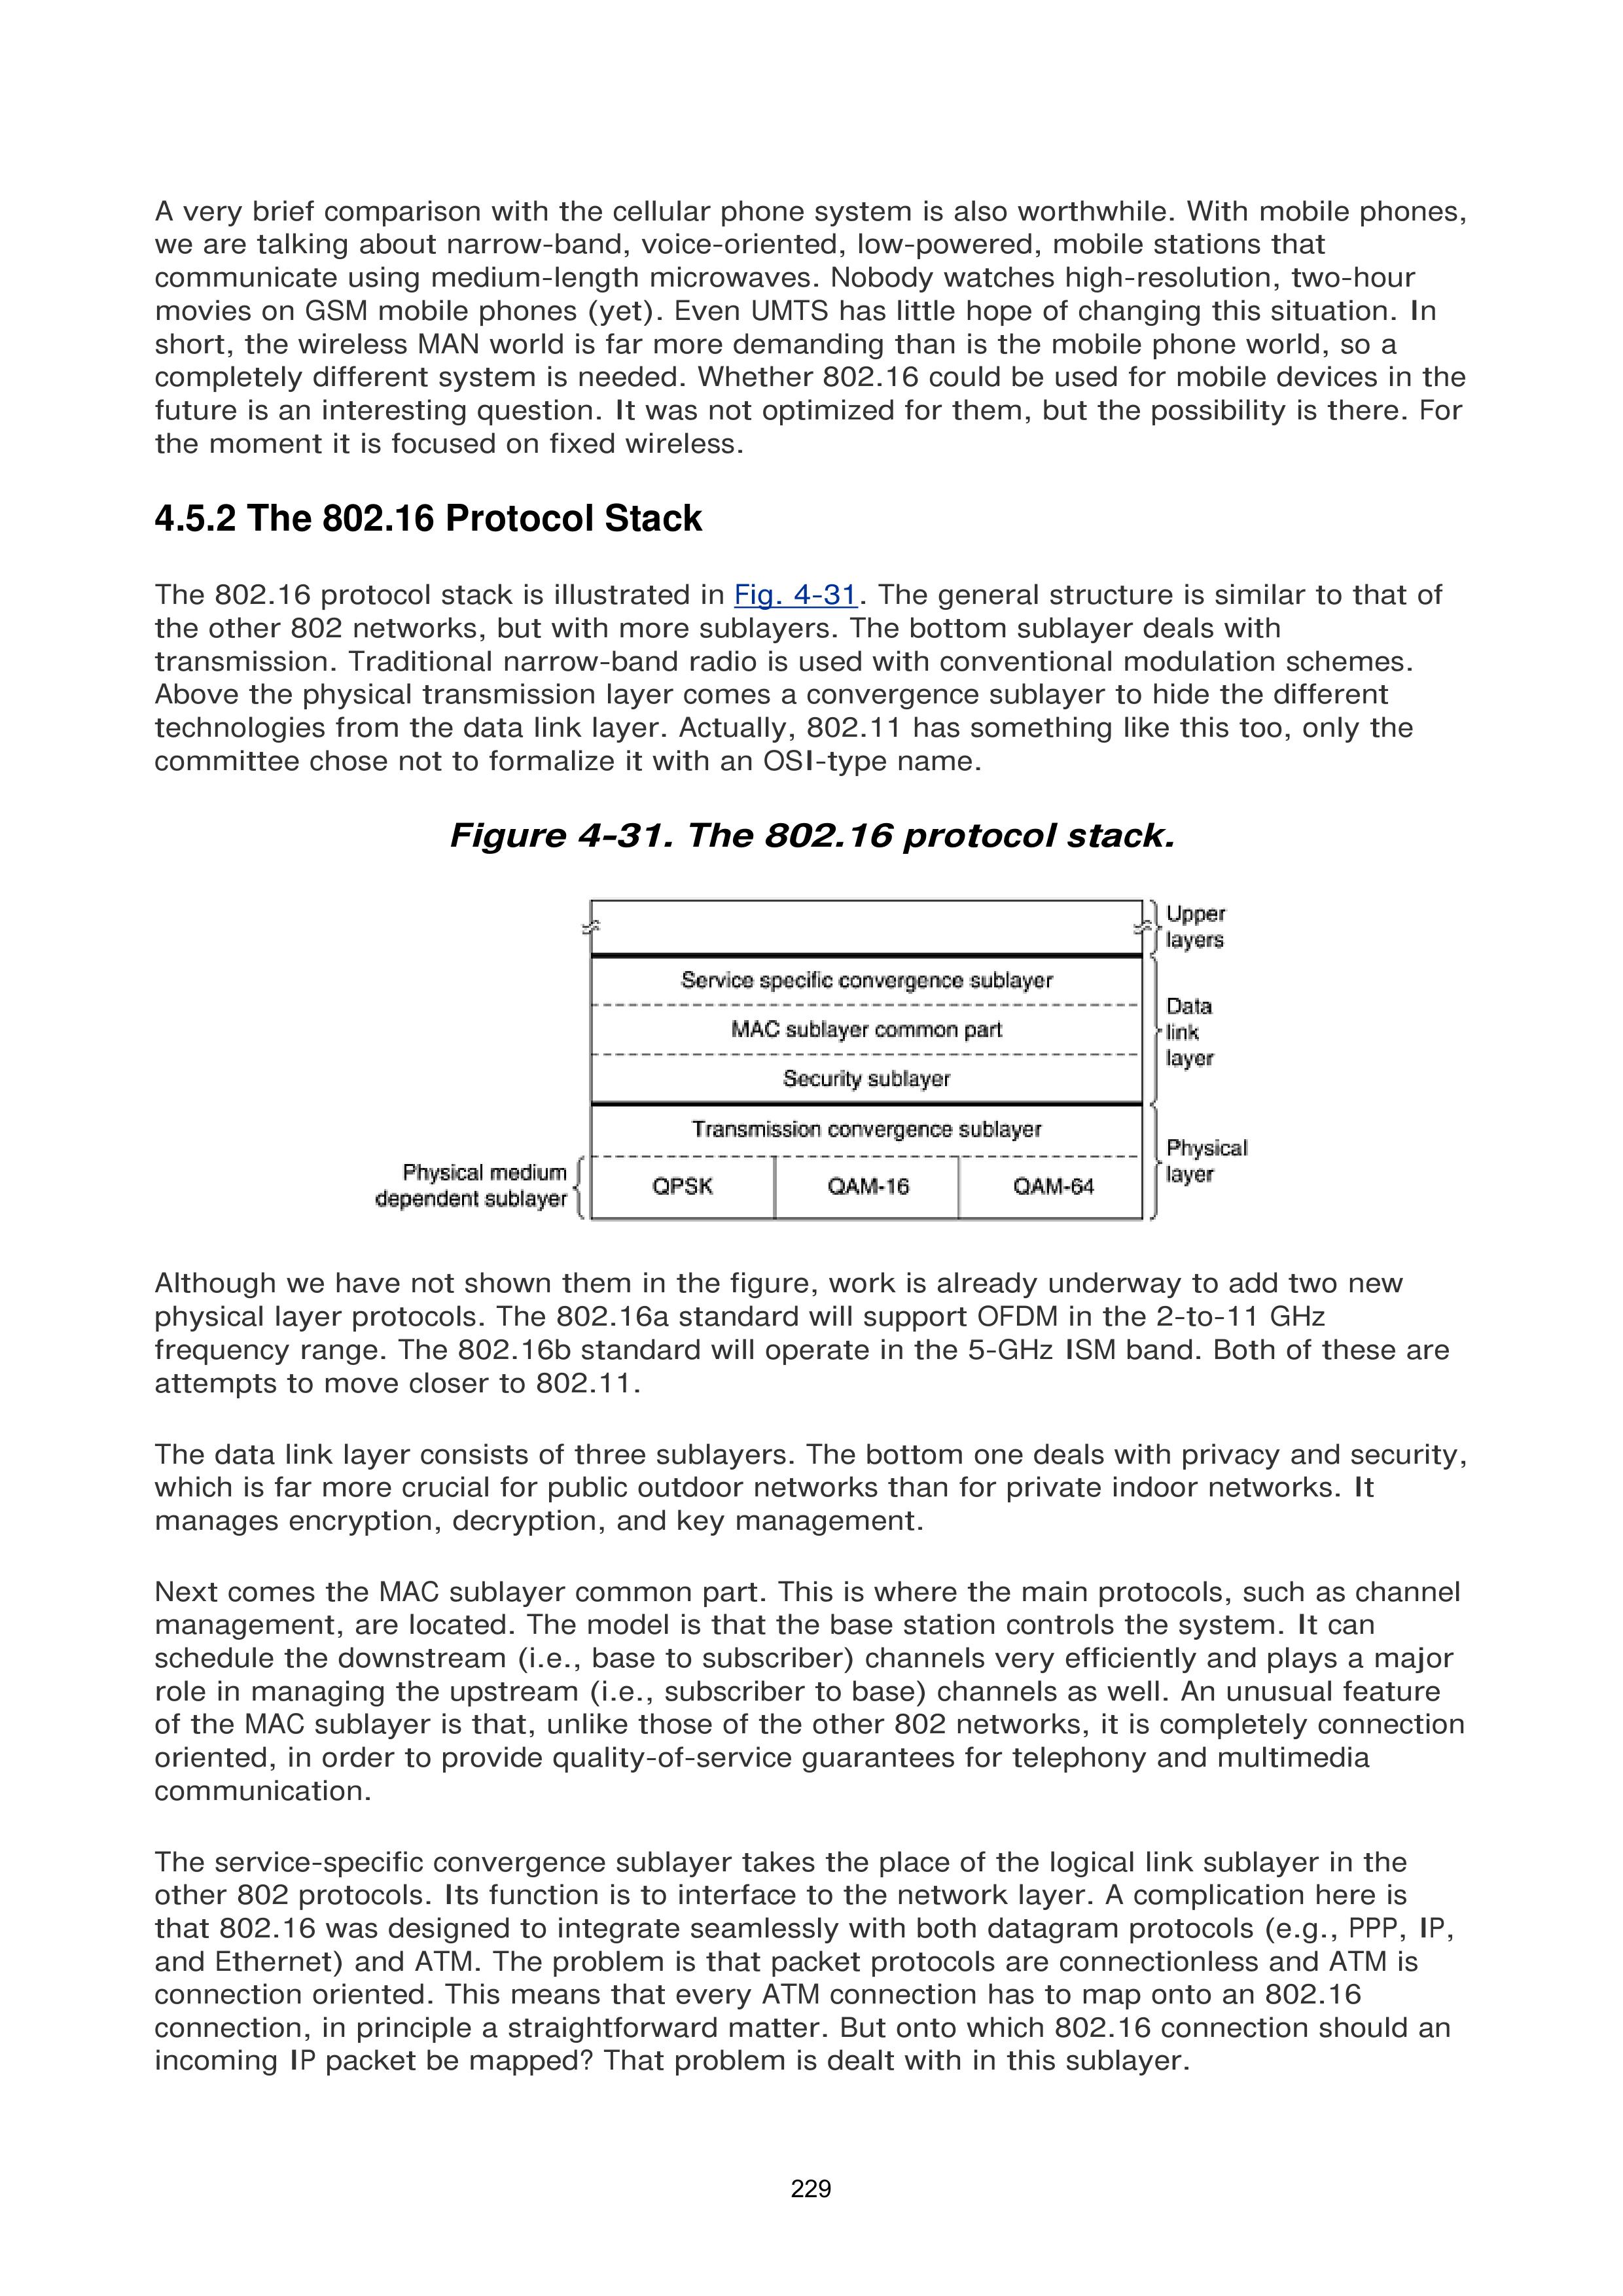 A very brief comparison with the cellular phone system is also worthwhile. With mobile phones,
we are talking about narrow-band, voice-oriented, low-powered, mobile stations that
communicate using medium-length microwaves. Nobody watches high-resolution, two-hour
movies on GSM mobile phones (yet). Even UMTS has little hope of changing this situation. In
short, the wireless MAN world is far more demanding than is the mobile phone world, so a
completely different system is needed. Whether 802.16 could be used for mobile devices in the
future is an interesting question. It was not optimized for them, but the possibility is there. For
the moment it is focused on fixed wireless.
4.5.2 The 802.16 Protocol Stack
The 802.16 protocol stack is illustrated in Fig. 4-31. The general structure is similar to that of
the other 802 networks, but with more sublayers. The bottom sublayer deals with
transmission. Traditional narrow-band radio is used with conventional modulation schemes.
Above the physical transmission layer comes a convergence sublayer to hide the different
technologies from the data link layer. Actually, 802.11 has something like this too, only the
committee chose not to formalize it with an OSI-type name.
Figure 4-31. The 802.16 protocol stack.
Upper
layers
Service specific convergence sublayer
MAC sublayer common part
Security sublayer
Data
link
layer
Transmission convergence sublayer
Physical
layer
Physical medium
dependent sublayer
QPSK
QAM-16
QAM-64
Although we have not shown them in the figure, work is already underway to add two new
physical layer protocols. The 802.16a standard will support OFDM in the 2-to-11 GHz
frequency range. The 802.16b standard will operate in the 5-GHz ISM band. Both of these are
attempts to move closer to 802.11.
The data link layer consists of three sublayers. The bottom one deals with privacy and security,
which is far more crucial for public outdoor networks than for private indoor networks. It
manages encryption, decryption, and key management.
Next comes the MAC sublayer common part. This is where the main protocols, such as channel
management, are located. The model is that the base station controls the system. It can
schedule the downstream (i.e., base to subscriber) channels very efficiently and plays a major
role in managing the upstream (i.e., subscriber to base) channels as well. An unusual feature
of the MAC sublayer is that, unlike those of the other 802 networks, it is completely connection
oriented, in order to provide quality-of-service guarantees for telephony and multimedia
communication.
The service-specific convergence sublayer takes the place of the logical link sublayer in the
other 802 protocols. Its function is to interface to the network layer. A complication here is
that 802.16 was designed to integrate seamlessly with both datagram protocols (e.g., PPP, IP,
and Ethernet) and ATM. The problem is that packet protocols are connectionless and ATM is
connection oriented. This means that every ATM connection has to map onto an 802.16
connection, in principle a straightforward matter. But onto which 802.16 connection should an
incoming IP packet be mapped? That problem is dealt with in this sublayer.
229